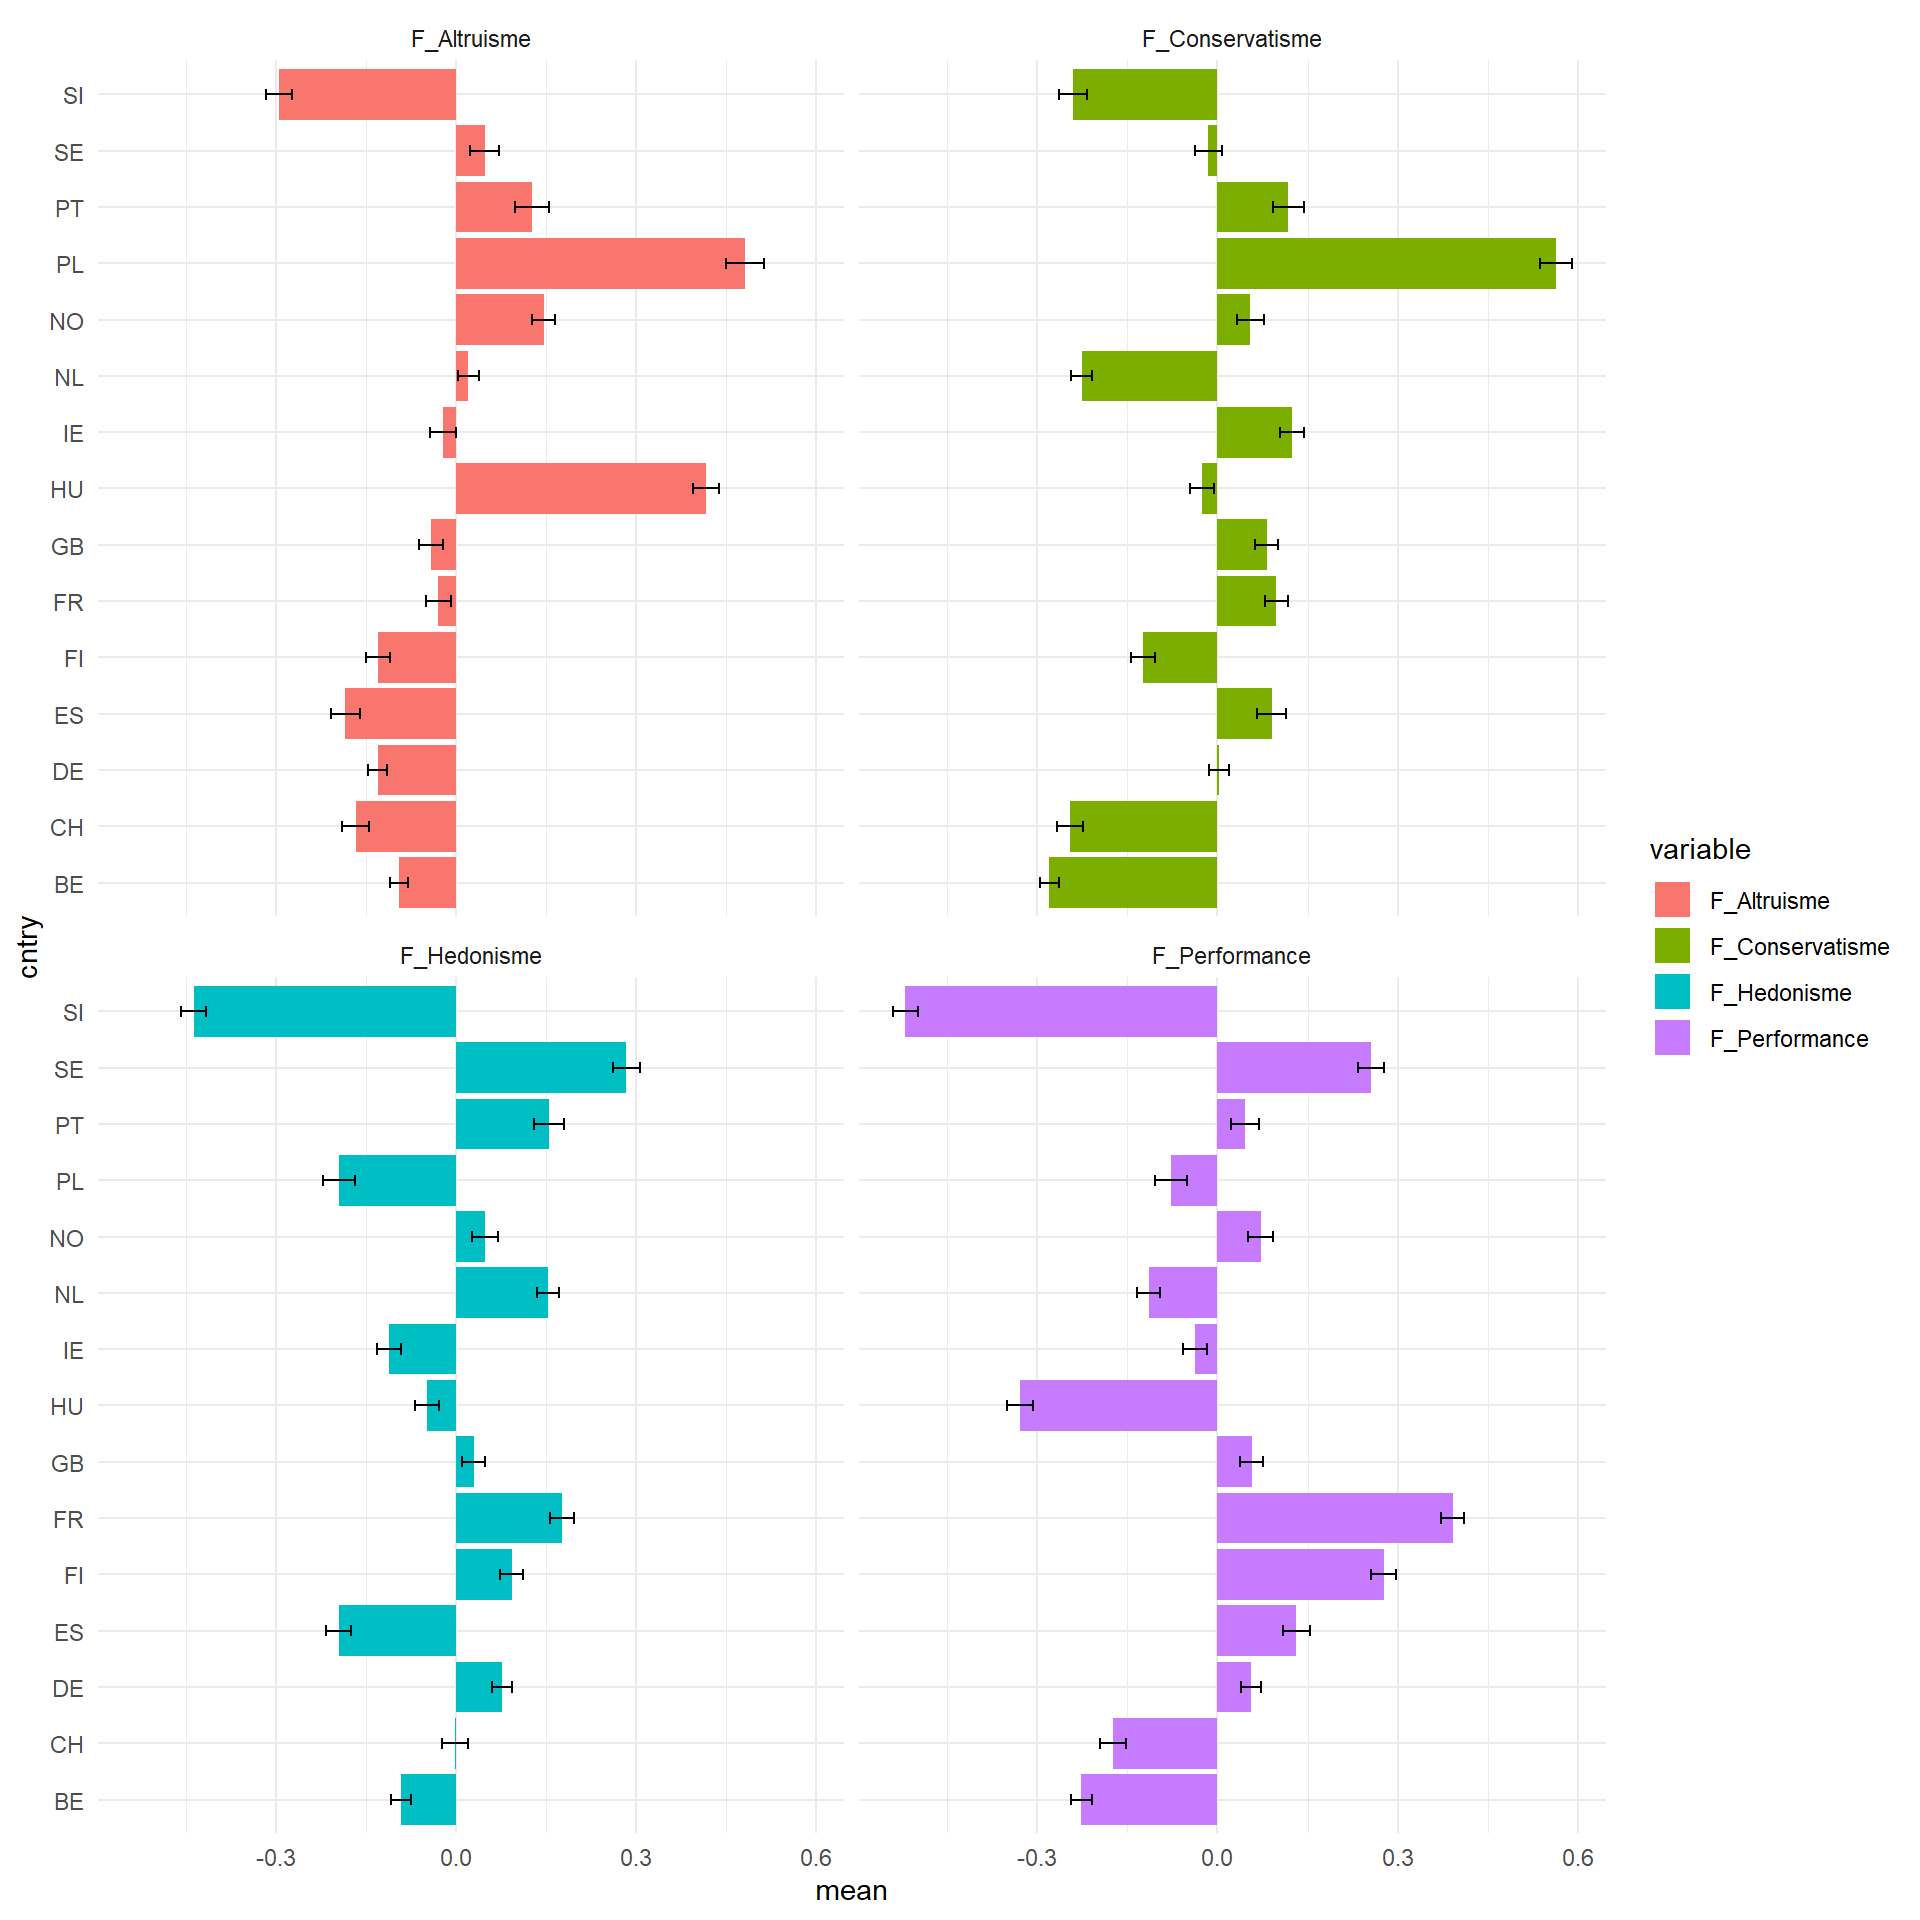 F_Altruisme
F_Conservatisme
SI
SE
PT
PL
NO
NL
IE
HU
GB
FR
FI
ES
DE
CH
BE
cntry
F_Hedonisme
F_Performance
SI
SE
PT
PL
NO
NL
IE
HU
GB
FR
FI
ES
DE
CH
BE
-0.3 0.0 0.3 0.6
-0.3 0.0 0.3 0.6
mean
variable
F_Altruisme
F_Conservatisme
F_Hedonisme
F_Performance